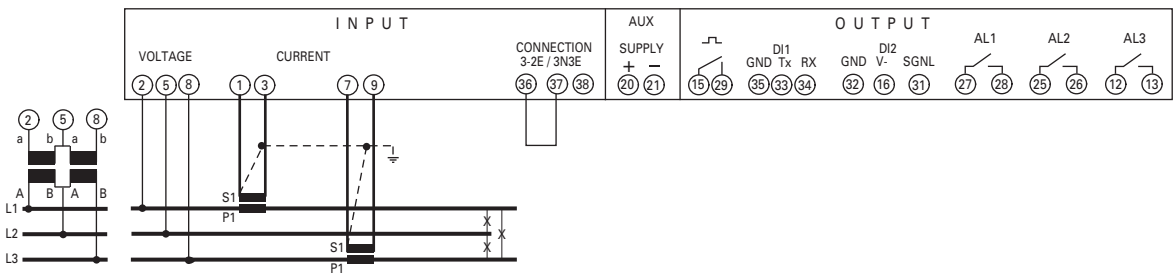 INPUT AUX OUTPUT
VOLTAGE CURRENT CONNECTION SUPPLY DI1 DI2 AL1 AL2 AL3
3-2E / 3N3E + – GND Tx RX GND V- SGNL
2 5 8 1 3 7 9 36 37 38 20 21 15 29 35 33 34 32 16 31 27 28 25 26 12 13
2 5 8
a b a b
A B A B
S1
P1
L1
L2
S1
P1
L3
X
X
X